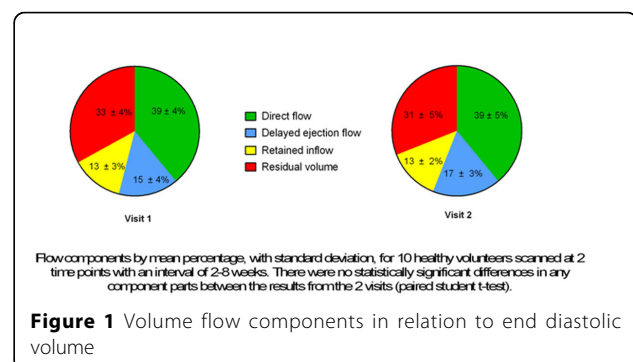 33 ± 4%
39 ± 4%
13 ± 3%
15 ± 4%
Visit 1
Direct flow
Delayed ejection flow
Retained inflow
Residual volume
31 ± 5%
39 ± 5%
13 ± 2%
17 ± 3%
Visit 2
Flow components by mean percentage, with standard deviation, for 10 healthy volunteers scanned at 2
time points with an interval of 2-8 weeks. There were no statistically significant differences in any
component parts between the results from the 2 visits (paired student t-test).
Figure 1 Volume flow components in relation to end diastolic
volume